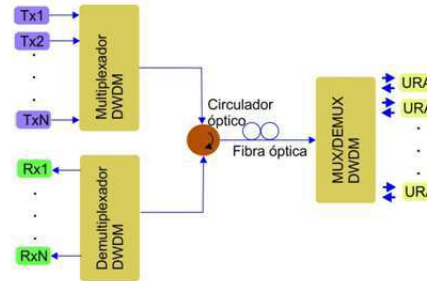 Tx1
Tx2
TxN
Multiplexador
DWDM
Rx1
RxN
Demultiplexador
DWDM
Circulador
óptico
Fibra óptica
MUX/DEMUX
DWDM
URA
URA
URA